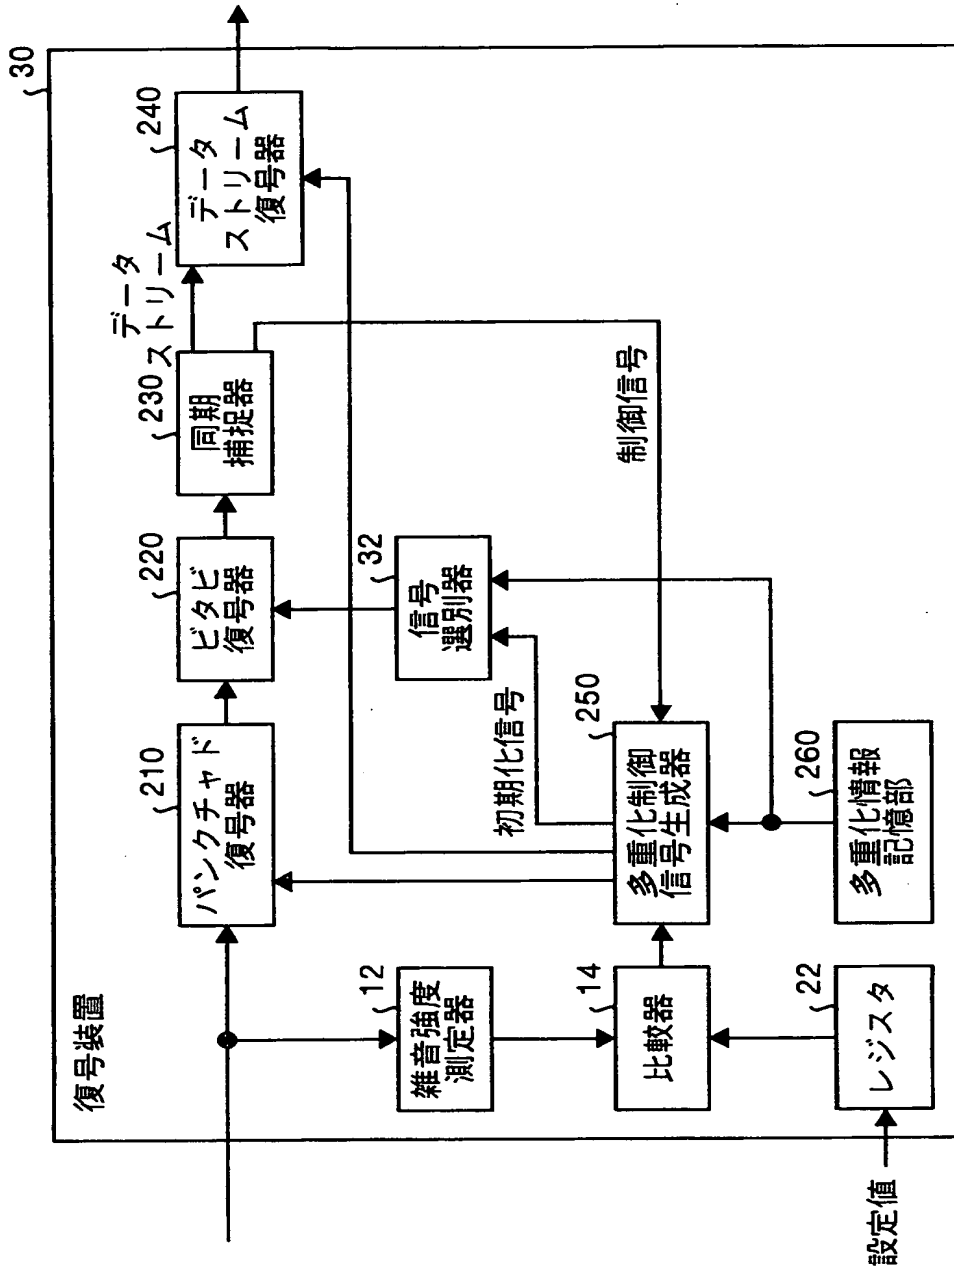 30
復号装置
210
パンクチャド
復号器
220
ビタビ
復号器
230
同期
捕捉器
データ
ストリーム
240
データ
ストリーム
復号器
12
雑音強度
測定器
32
信号
選別器
初期化信号
制御信号
14
比較器
250
多重化制御
信号生成器
22
レジスタ
260
多重化情報
記憶部
設定値